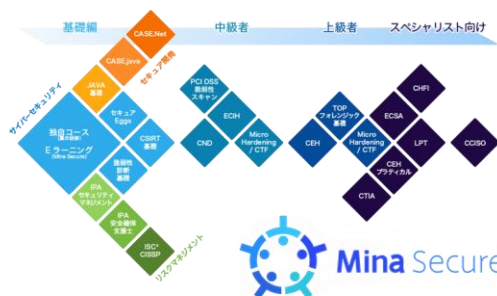 基礎編
中級者
上級者
スペシャリスト向け
CASE.Net
CASE.java
セキュア開発
JAVA
基礎
サイバーセキュリティ
独自コース
Eラーニング
(Mina Secure)
セキュア
Eggs
CSIRT
基礎
脆弱性
診断
基礎
IPA
セキュリティ
マネジメント
IPA
安全確保
支援士
ISC²
CISSP
リスクマネジメント
PCI DSS
脆弱性
スキャン
ECIH
CND
Micro
Hardening
/ CTF
TOP
フォレンジック
基礎
CEH
Micro
Hardening
/ CTF
CHFI
ECSA
LPT
CEH
プラティカル
CTIA
CCISO
Mina Secure